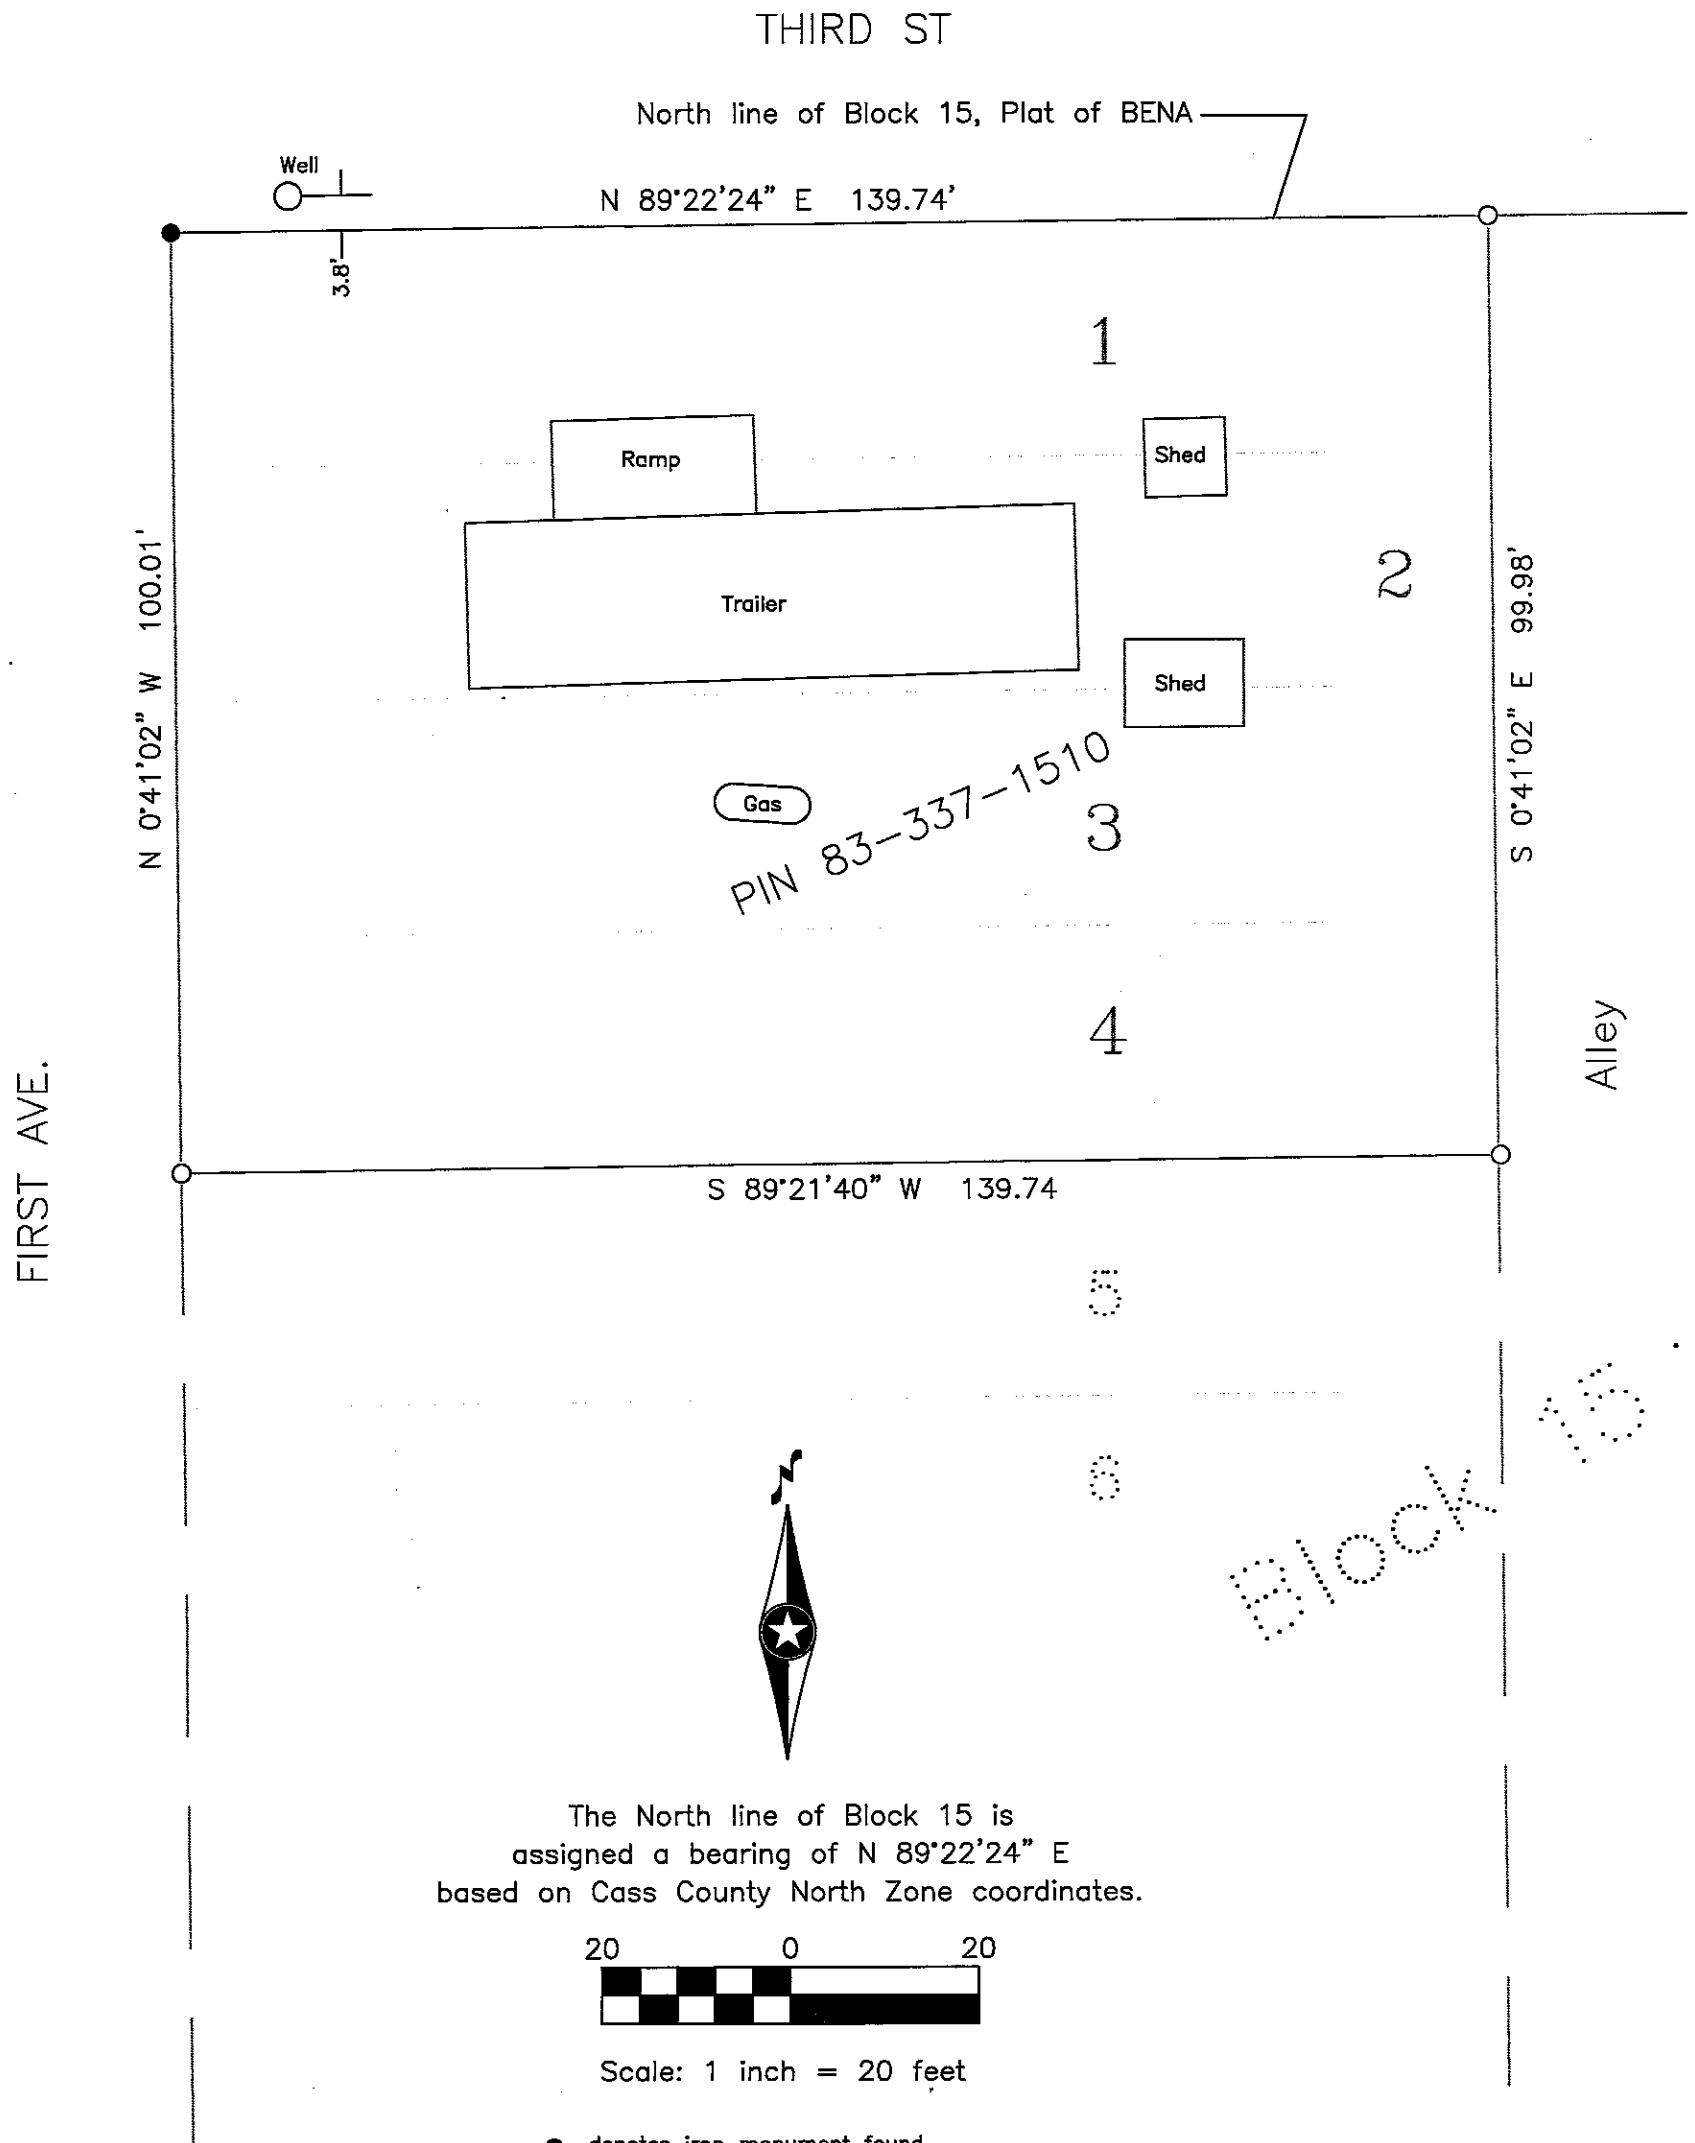 THIRD ST
North line of Block 15, Plat of BENA
Well
N 89°22'24" E 139.74'
3.8'
1
Ramp
Shed
N 0°41'02" W 100.01'
S 0°41'02" E 99.98'
2
Trailer
Shed
Gas
PIN 83-337-1510
3
4
Alley
FIRST AVE.
S 89°21'40" W 139.74
5
6
Block 15
N
The North line of Block 15 is
assigned a bearing of N 89°22'24" E
based on Cass County North Zone coordinates.
20 0 20
Scale: 1 inch = 20 feet
denotes iron monument found